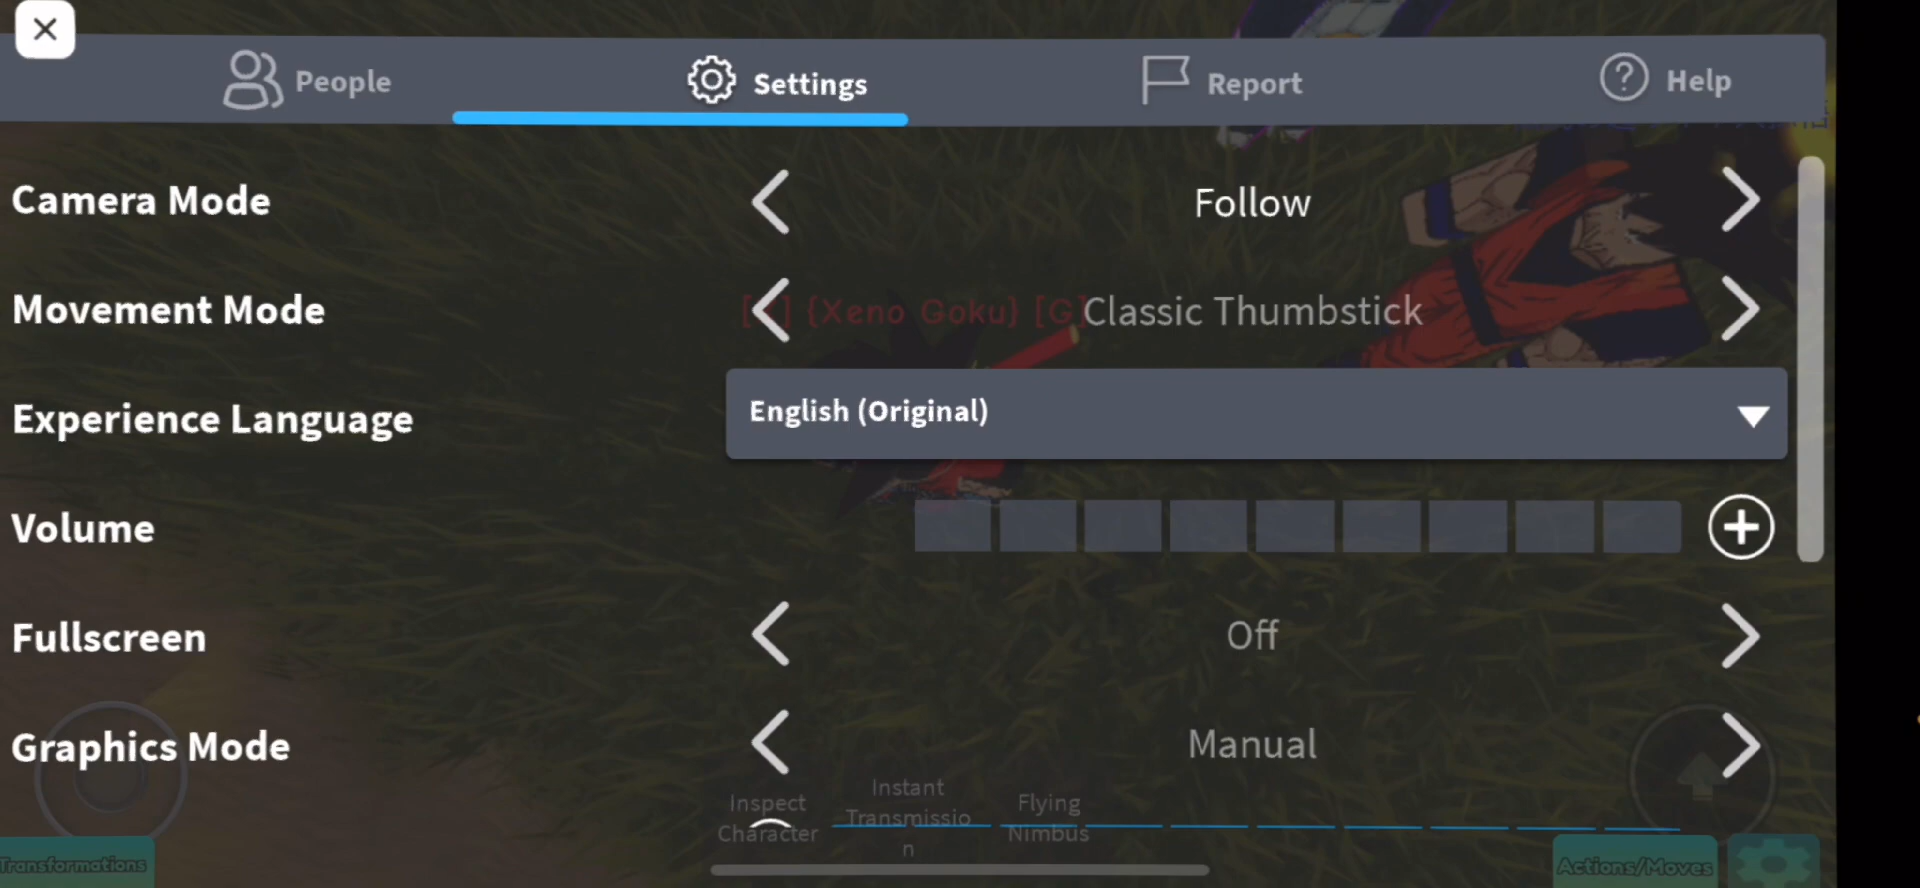 People
Settings
Report
Help
Camera Mode
Follow
Movement Mode
{Xeno Goku} [G]
Classic Thumbstick
Experience Language
English (Original)
Volume
Fullscreen
Off
Graphics Mode
Manual
Inspect
Character
Instant
Transmissio
n
Flying
Nimbus
Transformations
Actions/Moves